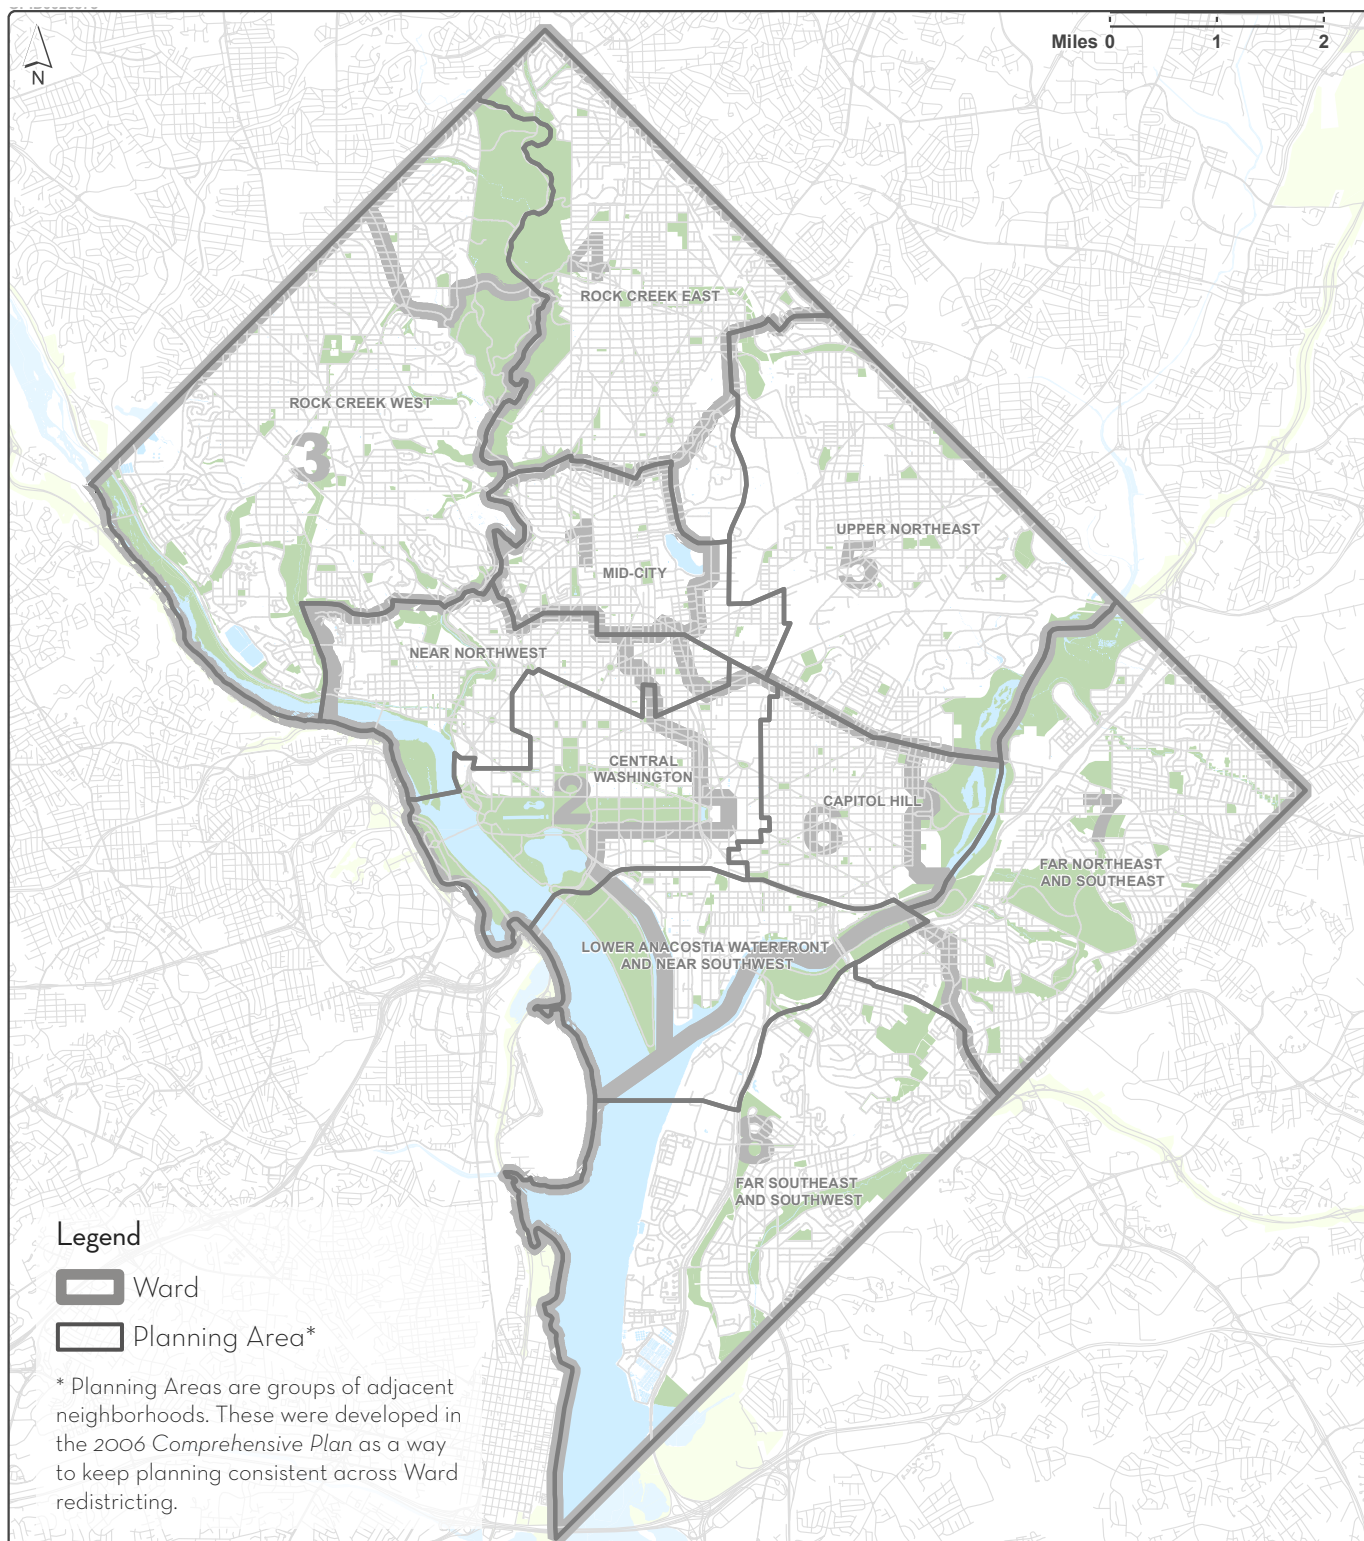 N
Miles 0 1 2
4
ROCK CREEK EAST
ROCK CREEK WEST
3
UPPER NORTHEAST
5
1
MID-CITY
NEAR NORTHWEST
CENTRAL
WASHINGTON
2
CAPITOL HILL
6
7
FAR NORTHEAST
AND SOUTHEAST
LOWER ANACOSTIA WATERFRONT
AND NEAR SOUTHWEST
8
FAR SOUTHEAST
AND SOUTHWEST
Legend
Ward
Planning Area*
* Planning Areas are groups of adjacent
neighborhoods. These were developed in
the 2006 Comprehensive Plan as a way
to keep planning consistent across Ward
redistricting.